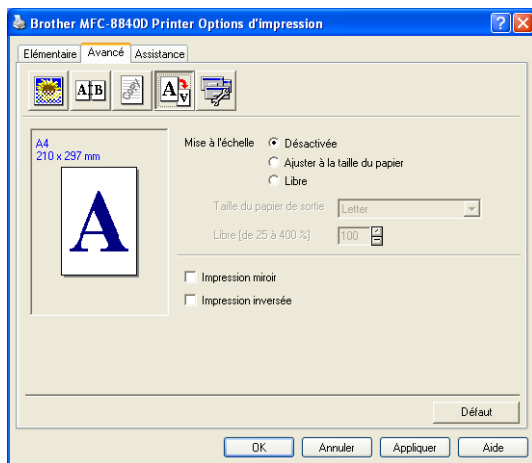 Brother MFC-8840D Printer Options d'impression
Elémentaire Avancé Assistance
A B
A A
A4
210 x 297 mm
A
Mise à l'échelle Désactivée
Ajuster à la taille du papier
Libre
Taille du papier de sortie Letter
Libre [de 25 à 400 %] 100
Impression miroir
Impression inversée
Défaut
OK Annuler Appliquer Aide